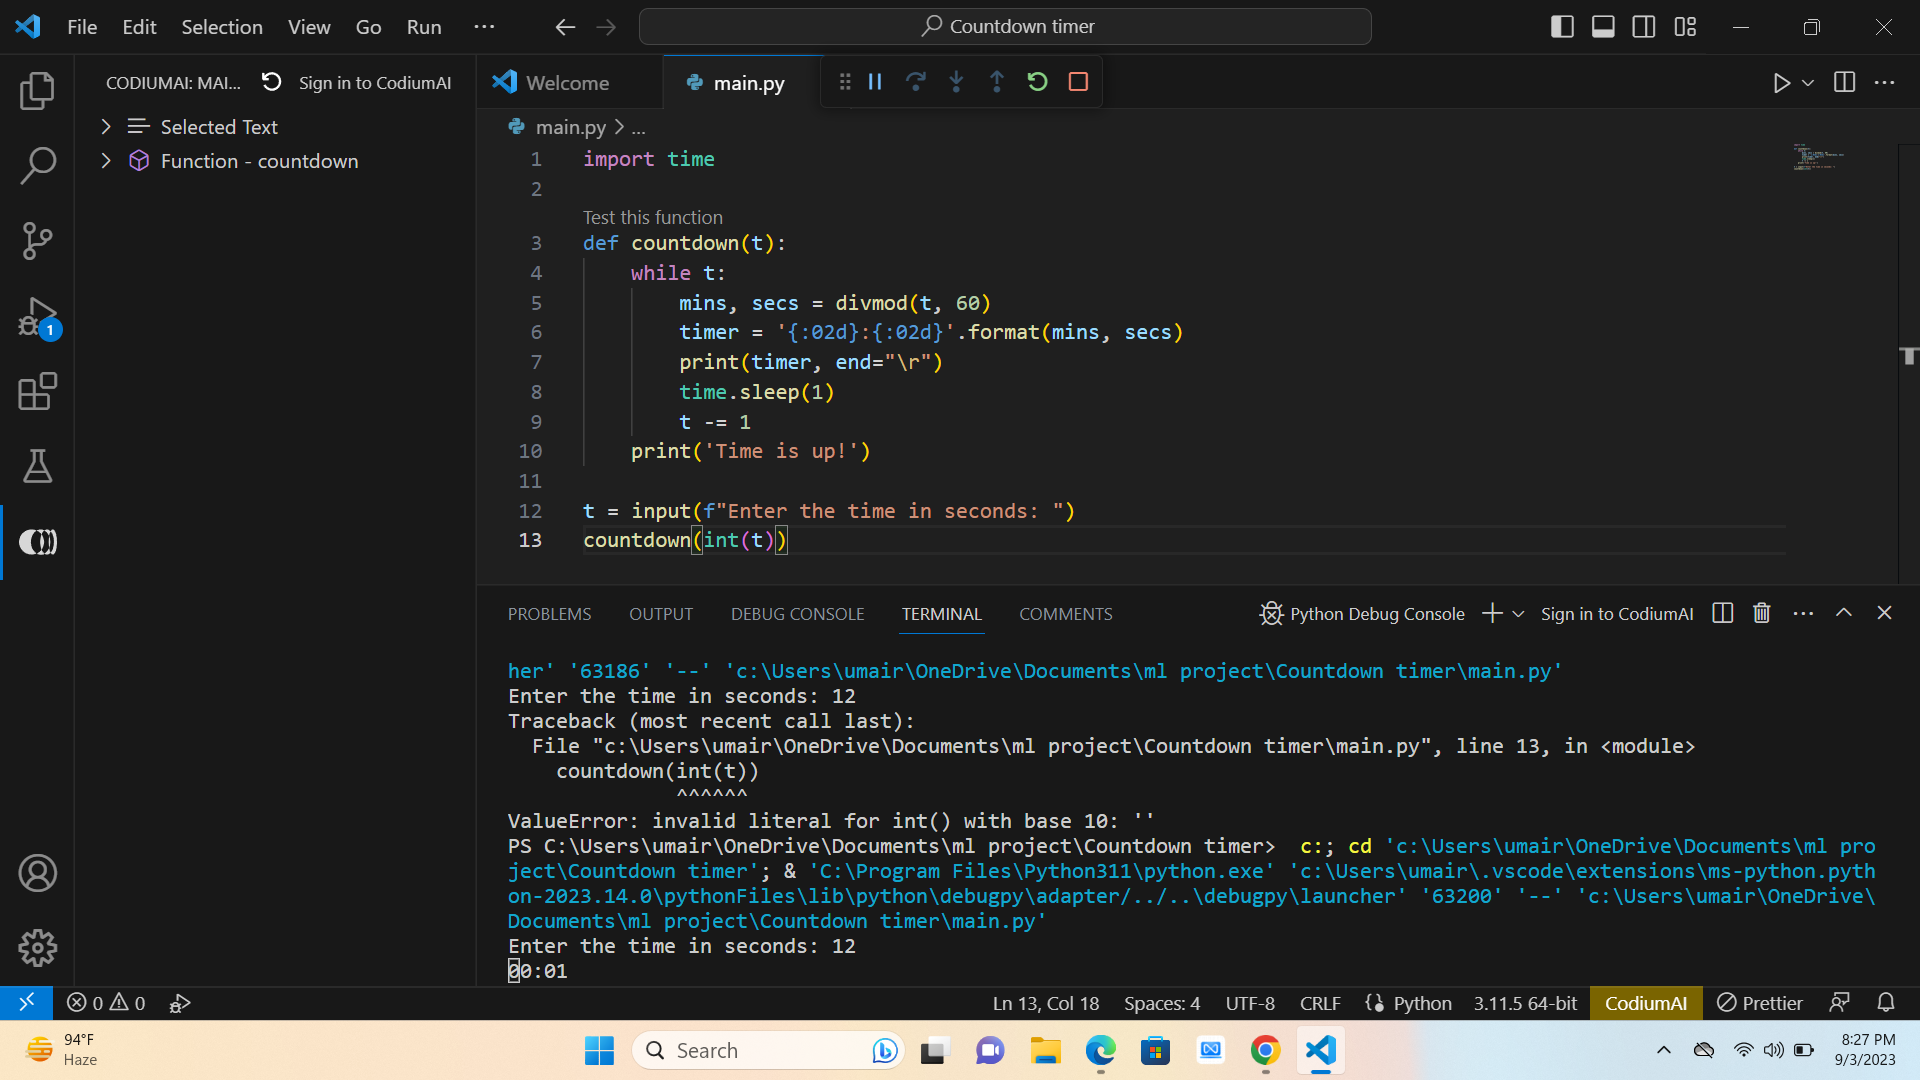 File Edit Selection View Go Run ···
Countdown timer
CODIUMAI: MAI... Sign in to CodiumAI
Selected Text
Function - countdown
Welcome
main.py
main.py > ...
1 import time
2
Test this function
3 def countdown(t):
4 while t:
5 mins, secs = divmod(t, 60)
6 timer = '{:02d}:{:02d}'.format(mins, secs)
7 print(timer, end="\r")
8 time.sleep(1)
9 t -= 1
10 print('Time is up!')
11
12 t = input(f"Enter the time in seconds: ")
13 countdown(int(t))
1
PROBLEMS OUTPUT DEBUG CONSOLE TERMINAL COMMENTS Python Debug Console Sign in to CodiumAI
her' '63186' '--' 'c:\Users\umair\OneDrive\Documents\ml project\Countdown timer\main.py'
Enter the time in seconds: 12
Traceback (most recent call last):
File "c:\Users\umair\OneDrive\Documents\ml project\Countdown timer\main.py", line 13, in <module>
countdown(int(t))
^^^^^^
ValueError: invalid literal for int() with base 10: ''
PS C:\Users\umair\OneDrive\Documents\ml project\Countdown timer>  c:; cd 'c:\Users\umair\OneDrive\Documents\ml pro
ject\Countdown timer'; & 'C:\Program Files\Python311\python.exe' 'c:\Users\umair\.vscode\extensions\ms-python.pyth
on-2023.14.0\pythonFiles\lib\python\debugpy\adapter/../..\debugpy\launcher' '63200' '--' 'c:\Users\umair\OneDrive\
Documents\ml project\Countdown timer\main.py'
Enter the time in seconds: 12
00:01
0 0 Ln 13, Col 18 Spaces: 4 UTF-8 CRLF Python 3.11.5 64-bit CodiumAI Prettier
94°F
Haze
Search
8:27 PM
9/3/2023